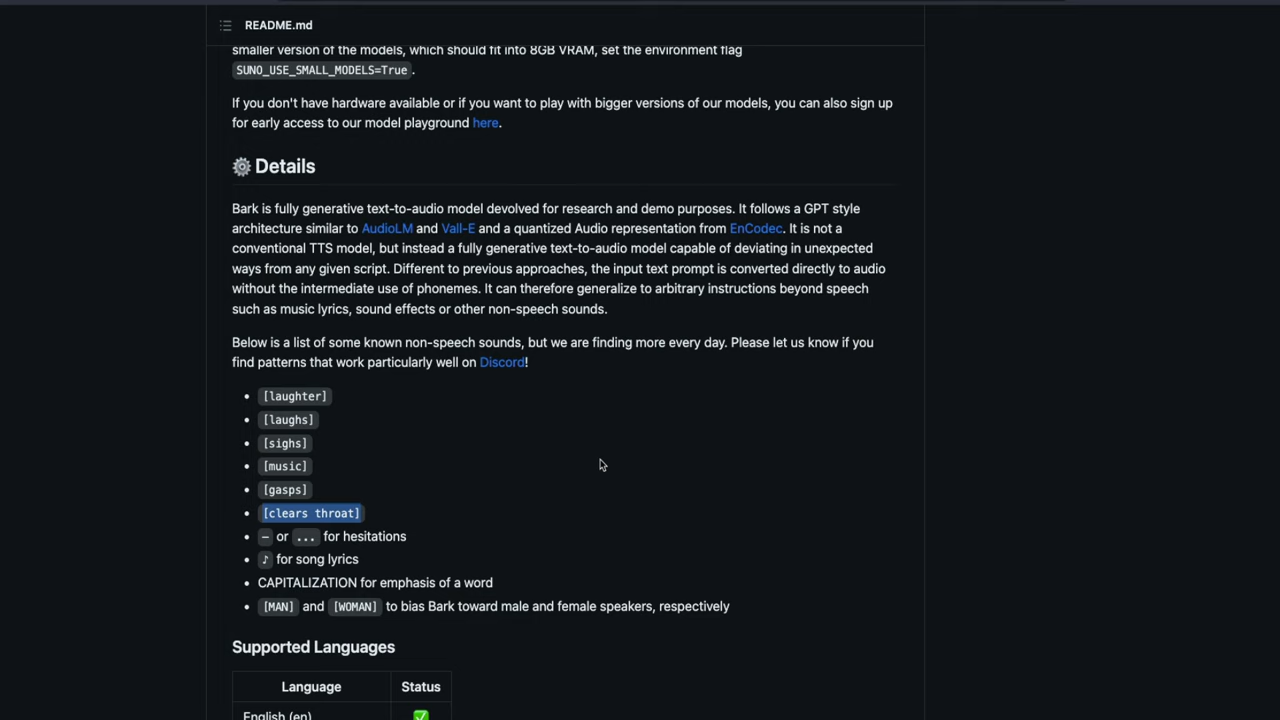 README.md
smaller version of the models, which should fit into 8GB VRAM, set the environment flag
SUNO_USE_SMALL_MODELS=True.
If you don't have hardware available or if you want to play with bigger versions of our models, you can also sign up
for early access to our model playground here.
Details
Bark is fully generative text-to-audio model devolved for research and demo purposes. It follows a GPT style
architecture similar to AudioLM and Vall-E and a quantized Audio representation from EnCodec. It is not a
conventional TTS model, but instead a fully generative text-to-audio model capable of deviating in unexpected
ways from any given script. Different to previous approaches, the input text prompt is converted directly to audio
without the intermediate use of phonemes. It can therefore generalize to arbitrary instructions beyond speech
such as music lyrics, sound effects or other non-speech sounds.
Below is a list of some known non-speech sounds, but we are finding more every day. Please let us know if you
find patterns that work particularly well on Discord!
• [laughter]
• [laughs]
• [sighs]
• [music]
• [gasps]
• [clears throat]
• — or ... for hesitations
• ♪ for song lyrics
• CAPITALIZATION for emphasis of a word
• [MAN] and [WOMAN] to bias Bark toward male and female speakers, respectively
Supported Languages
Language Status
English (en) ✅